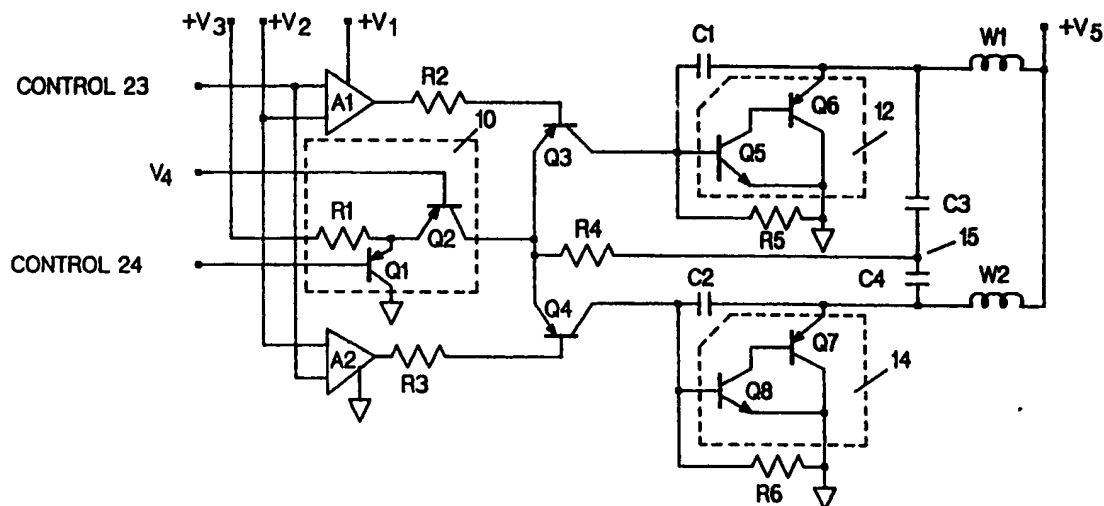 +V3 +V2 +V1 +V5
C1 W1
CONTROL 23
A1 R2
10
Q6
12
Q3 Q5
V4
R1 Q2 R4 R5 C3
15
CONTROL 24 Q1
C2 C4 W2
Q4
Q7
A2 14
R3 Q8
R6